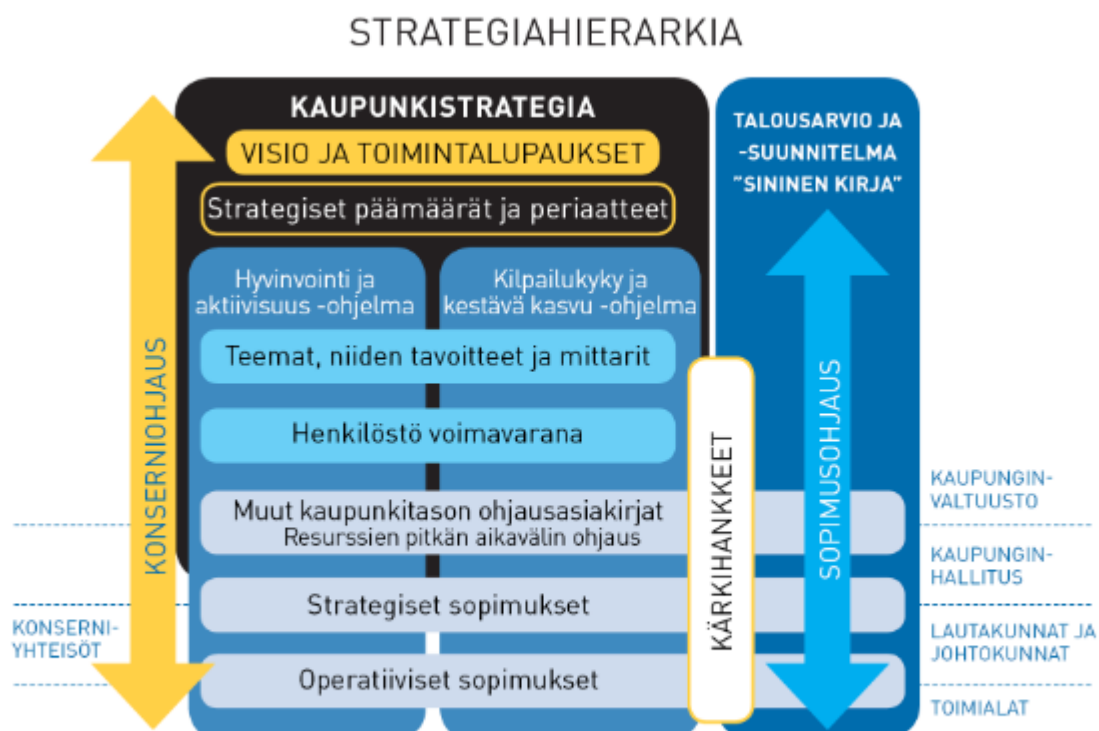 STRATEGIAHIERARKIA
KAUPUNKISTRATEGIA
VISIO JA TOIMINTALUPAUKSET
Strategiset päämäärät ja periaatteet
Hyvinvointi ja
aktiivisuus -ohjelma
Kilpailukyky ja
kestävä kasvu -ohjelma
Teemat, niiden tavoitteet ja mittarit
Henkilöstö voimavarana
Muut kaupunkitason ohjausasiakirjat
Resurssien pitkän aikavälin ohjaus
Strategiset sopimukset
Operatiiviset sopimukset
KONSERNIOHJAUS
KONSERNI-
YHTEISÖT
KÄRKIHANKKEET
TALOUSARVIO JA
-SUUNNITELMA
"SININEN KIRJA"
SOPIMUSOHJAUS
KAUPUNGIN-
VALTUUSTO
KAUPUNGIN-
HALLITUS
LAUTAKUNNAT JA
JOHTOKUNNAT
TOIMIALAT